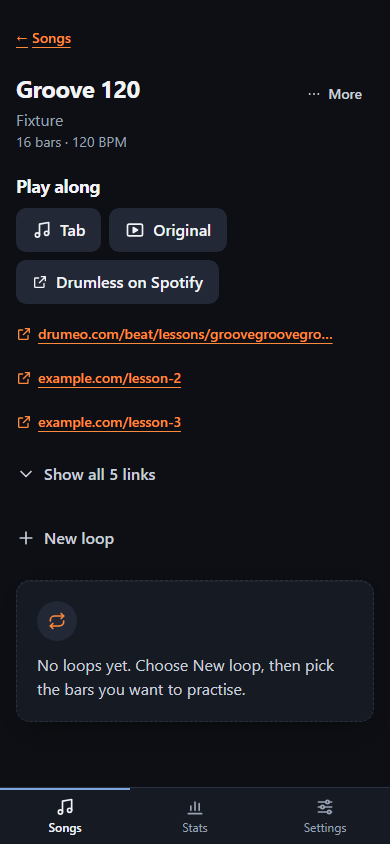 ← Songs
Groove 120
··· More
Fixture
16 bars · 120 BPM
Play along
Tab
Original
Drumless on Spotify
drumeo.com/beat/lessons/groovegroovegro...
example.com/lesson-2
example.com/lesson-3
Show all 5 links
New loop
No loops yet. Choose New loop, then pick
the bars you want to practise.
Songs
Stats
Settings